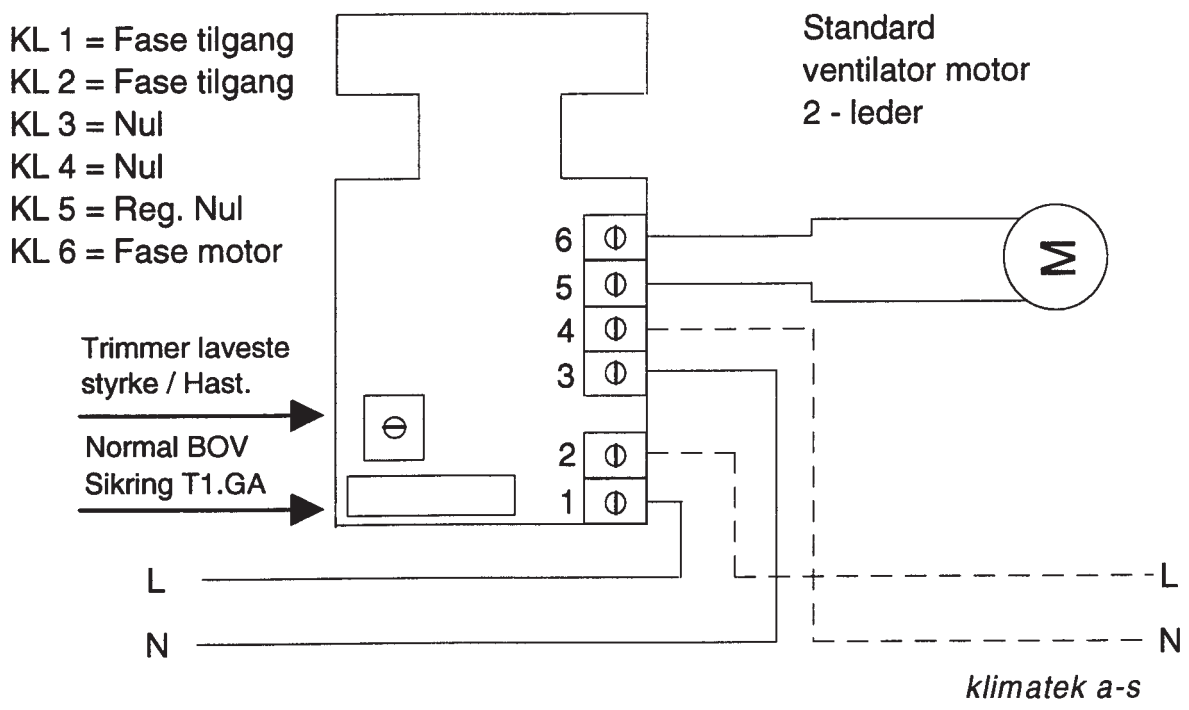 KL 1 = Fase tilgang
KL 2 = Fase tilgang
KL 3 = Nul
KL 4 = Nul
KL 5 = Reg. Nul
KL 6 = Fase motor
Standard
ventilator motor
2 - leder
6
5
4
3
2
1
M
Trimmer laveste
styrke / Hast.
Normal BOV
Sikring T1.GA
L
N
L
N
klimatek a-s